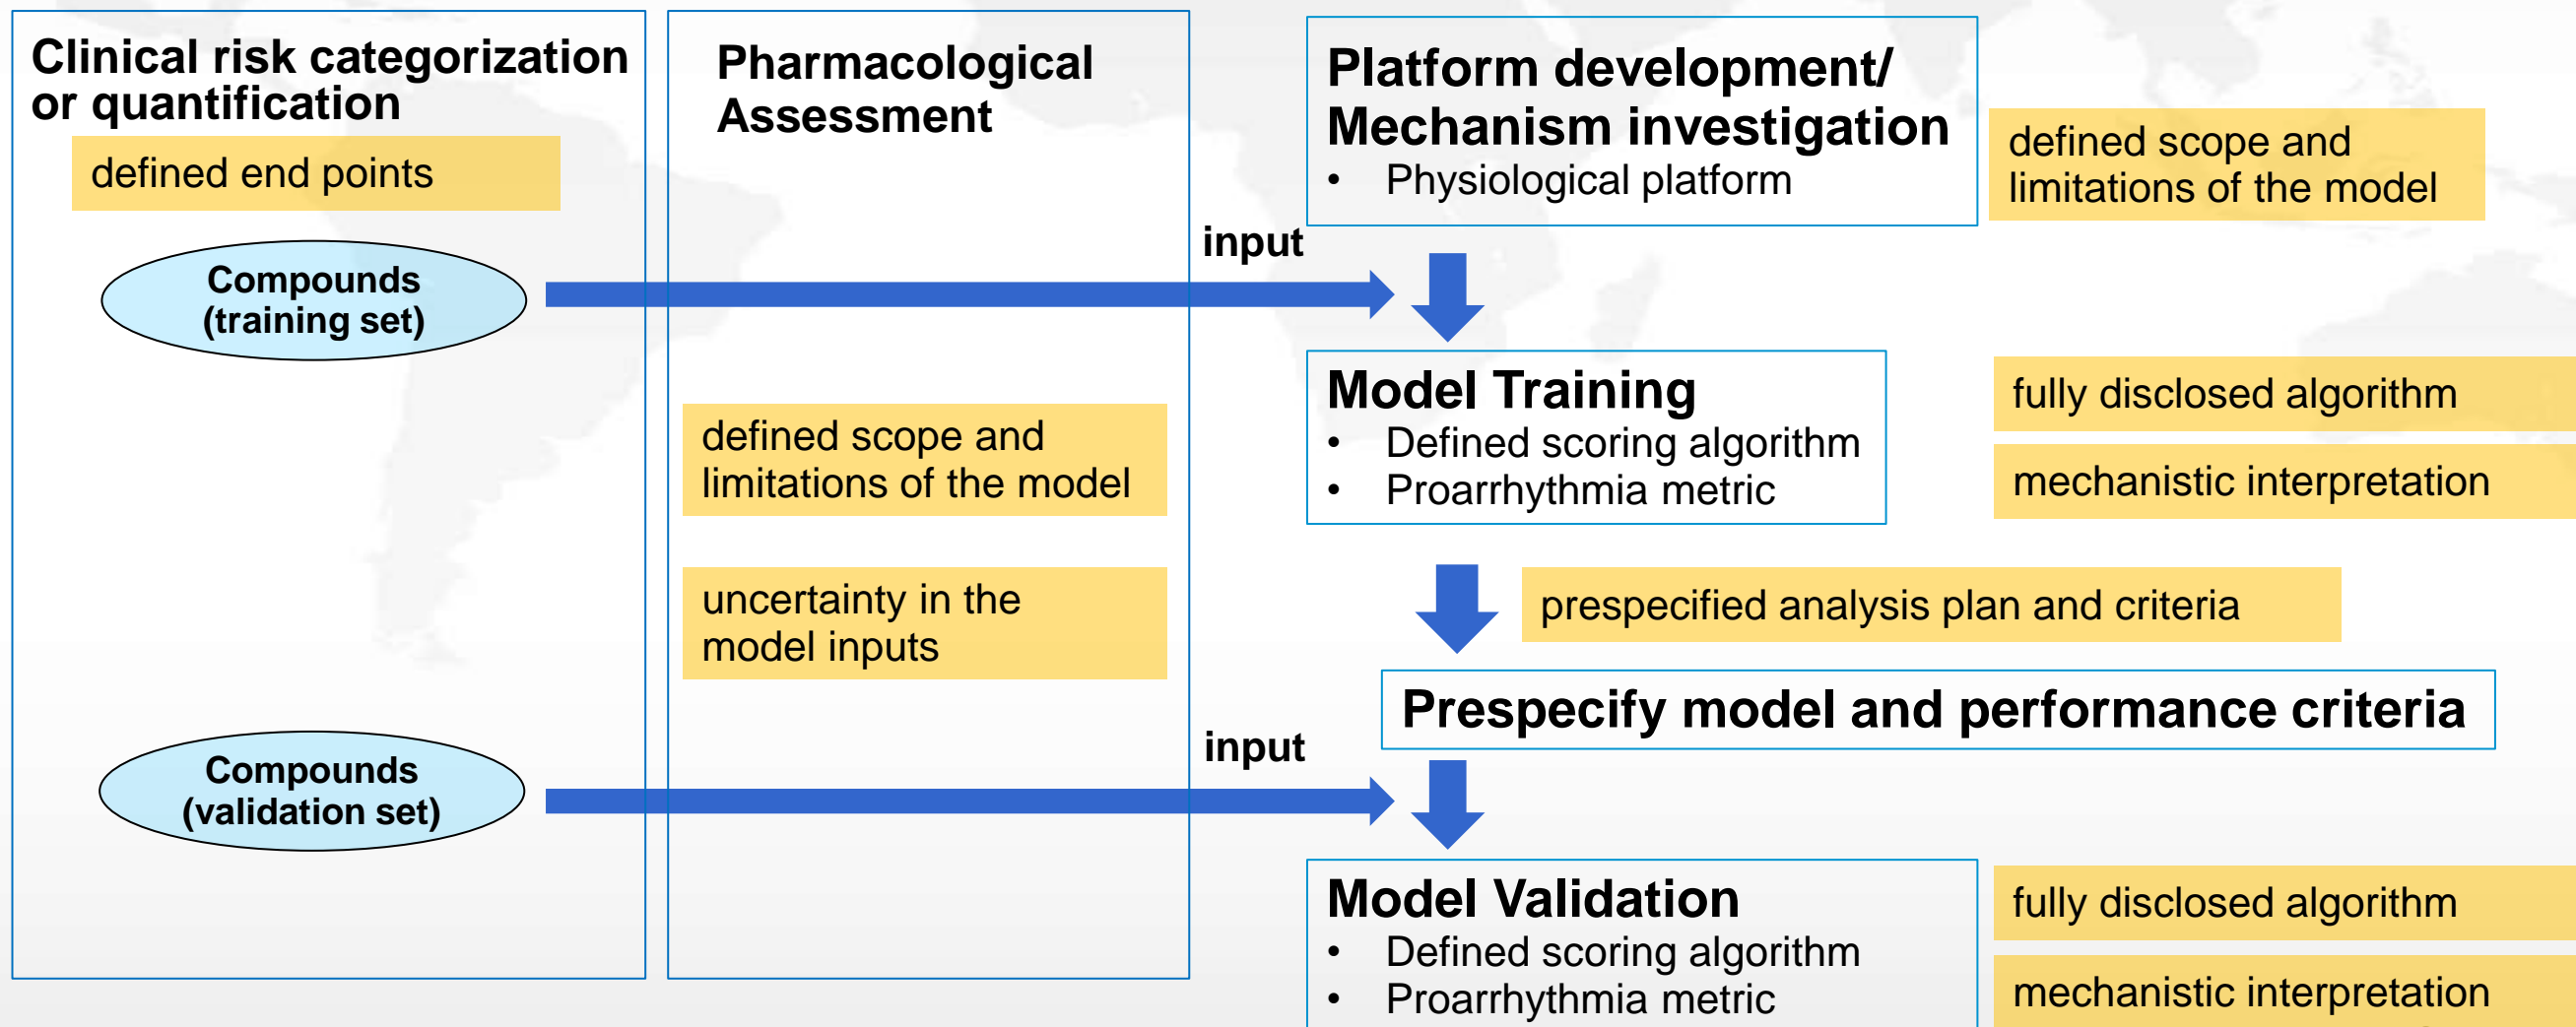 Clinical risk categorization
or quantification
defined end points
Compounds
(training set)
Compounds
(validation set)
Pharmacological
Assessment
defined scope and
limitations of the model
uncertainty in the
model inputs
input
input
Platform development/
Mechanism investigation
• Physiological platform
defined scope and
limitations of the model
Model Training
• Defined scoring algorithm
• Proarrhythmia metric
fully disclosed algorithm
mechanistic interpretation
prespecified analysis plan and criteria
Prespecify model and performance criteria
Model Validation
• Defined scoring algorithm
• Proarrhythmia metric
fully disclosed algorithm
mechanistic interpretation